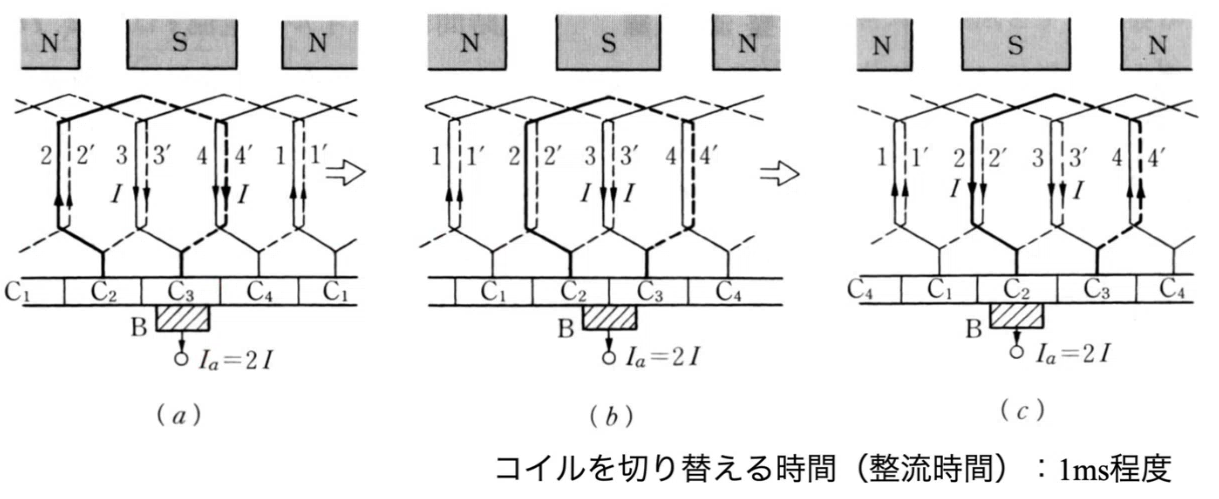 N S N
N S N
N S N
2 2′ 3 3′ 4 4′ 1 1′
1 1′ 2 2′ 3 3′ 4 4′
1 1′ 2 2′ 3 3′ 4 4′
I I
I I
I I
C₁ C₂ C₃ C₄ C₁
C₁ C₂ C₃ C₄
C₄ C₁ C₂ C₃ C₄
B
B
B
Iₐ=2I
Iₐ=2I
Iₐ=2I
(a)
(b)
(c)
コイルを切り替える時間（整流時間）：1ms程度